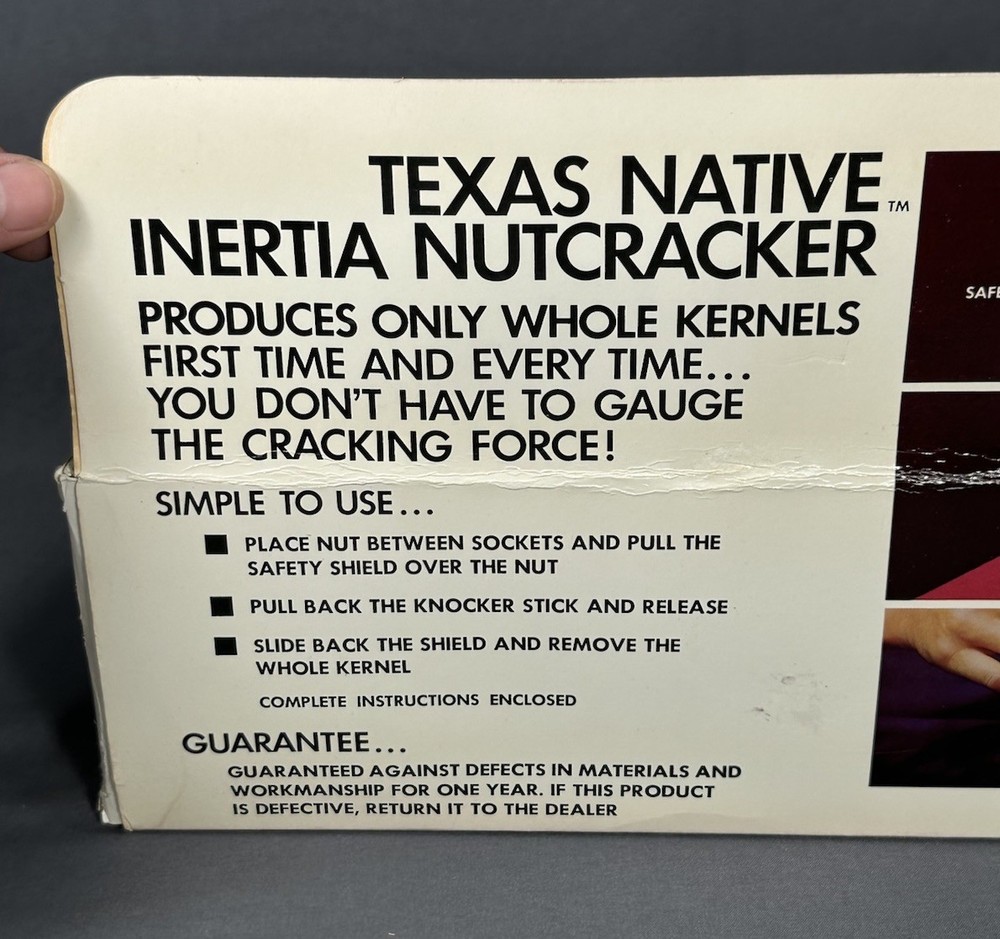 TEXAS NATIVE™
INERTIA NUTCRACKER
PRODUCES ONLY WHOLE KERNELS
FIRST TIME AND EVERY TIME...
YOU DON'T HAVE TO GAUGE
THE CRACKING FORCE!
SIMPLE TO USE...
■ PLACE NUT BETWEEN SOCKETS AND PULL THE
SAFETY SHIELD OVER THE NUT
■ PULL BACK THE KNOCKER STICK AND RELEASE
■ SLIDE BACK THE SHIELD AND REMOVE THE
WHOLE KERNEL
COMPLETE INSTRUCTIONS ENCLOSED
GUARANTEE...
GUARANTEED AGAINST DEFECTS IN MATERIALS AND
WORKMANSHIP FOR ONE YEAR. IF THIS PRODUCT
IS DEFECTIVE, RETURN IT TO THE DEALER